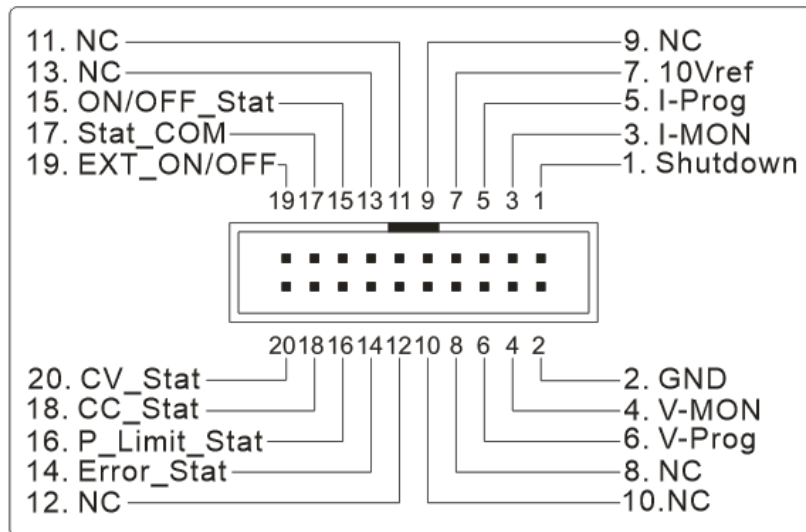 11. NC
13. NC
15. ON/OFF_Stat
17. Stat_COM
19. EXT_ON/OFF
9. NC
7. 10Vref
5. I-Prog
3. I-MON
1. Shutdown
19 17 15 13 11 9 7 5 3 1
20 18 16 14 12 10 8 6 4 2
20. CV_Stat
18. CC_Stat
16. P_Limit_Stat
14. Error_Stat
12. NC
2. GND
4. V-MON
6. V-Prog
8. NC
10.NC